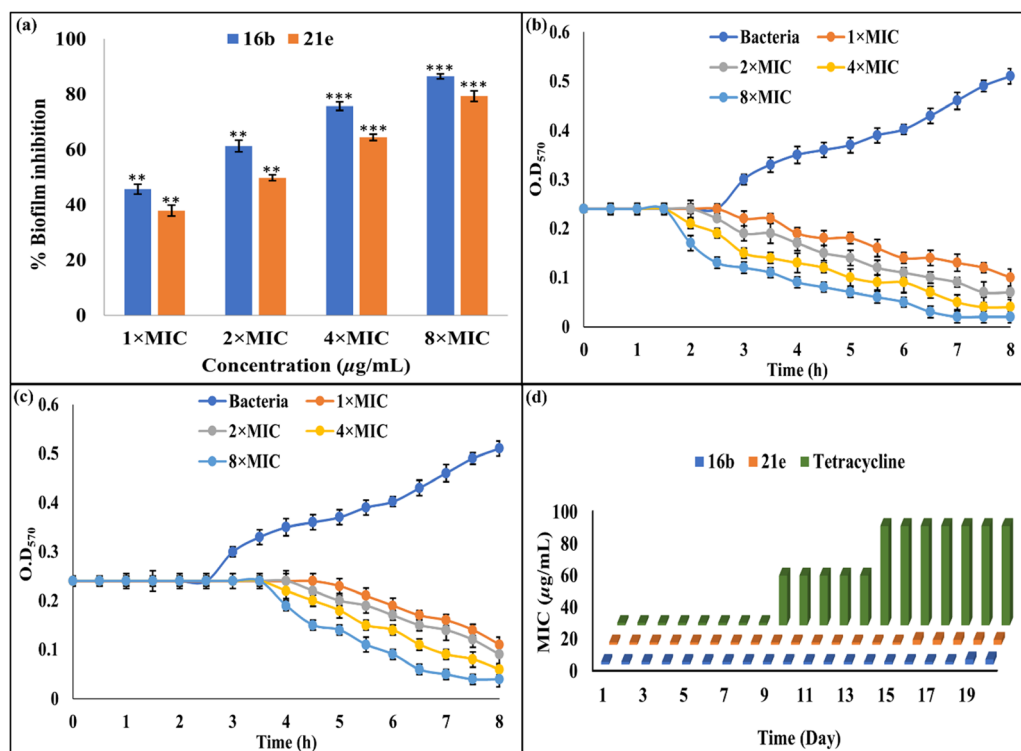 (a)
16b 21e
% Biofilm inhibition
100
80
60
40
20
0
** ** ** ** *** *** *** ***
1×MIC 2×MIC 4×MIC 8×MIC
Concentration (µg/mL)
(b)
Bacteria 1×MIC
2×MIC 4×MIC
8×MIC
O.D570
0.6
0.5
0.4
0.3
0.2
0.1
0
0 1 2 3 4 5 6 7 8
Time (h)
(c)
Bacteria 1×MIC
2×MIC 4×MIC
8×MIC
O.D570
0.6
0.5
0.4
0.3
0.2
0.1
0
0 1 2 3 4 5 6 7 8
Time (h)
(d)
16b 21e Tetracycline
MIC (µg/mL)
100
80
60
40
20
0
1 3 5 7 9 11 13 15 17 19
Time (Day)